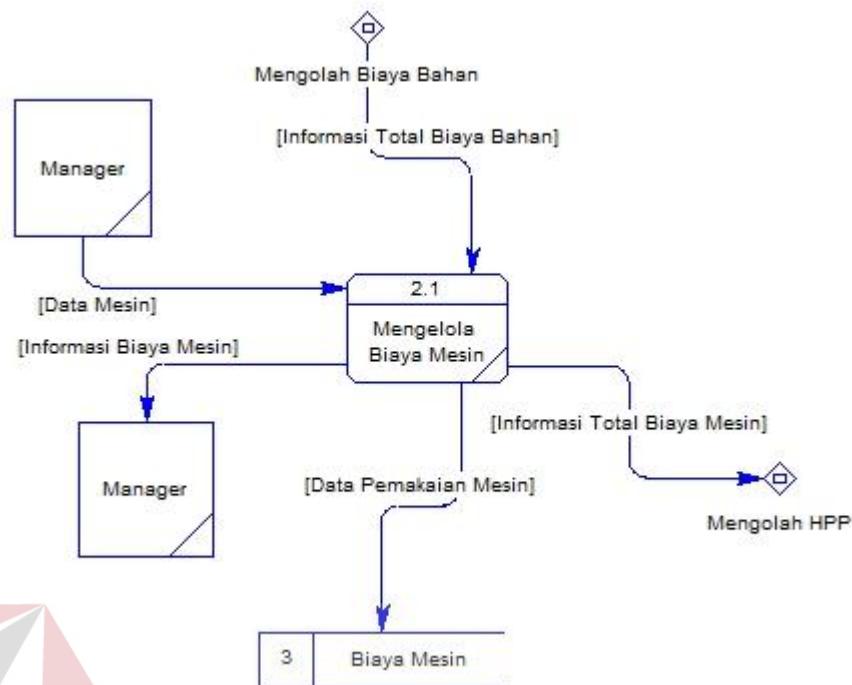 Mengolah Biaya Bahan
[Informasi Total Biaya Bahan]
Manager
[Data Mesin]
2.1
Mengelola
Biaya Mesin
[Informasi Biaya Mesin]
Manager
[Informasi Total Biaya Mesin]
[Data Pemakaian Mesin]
Mengolah HPP
3
Biaya Mesin